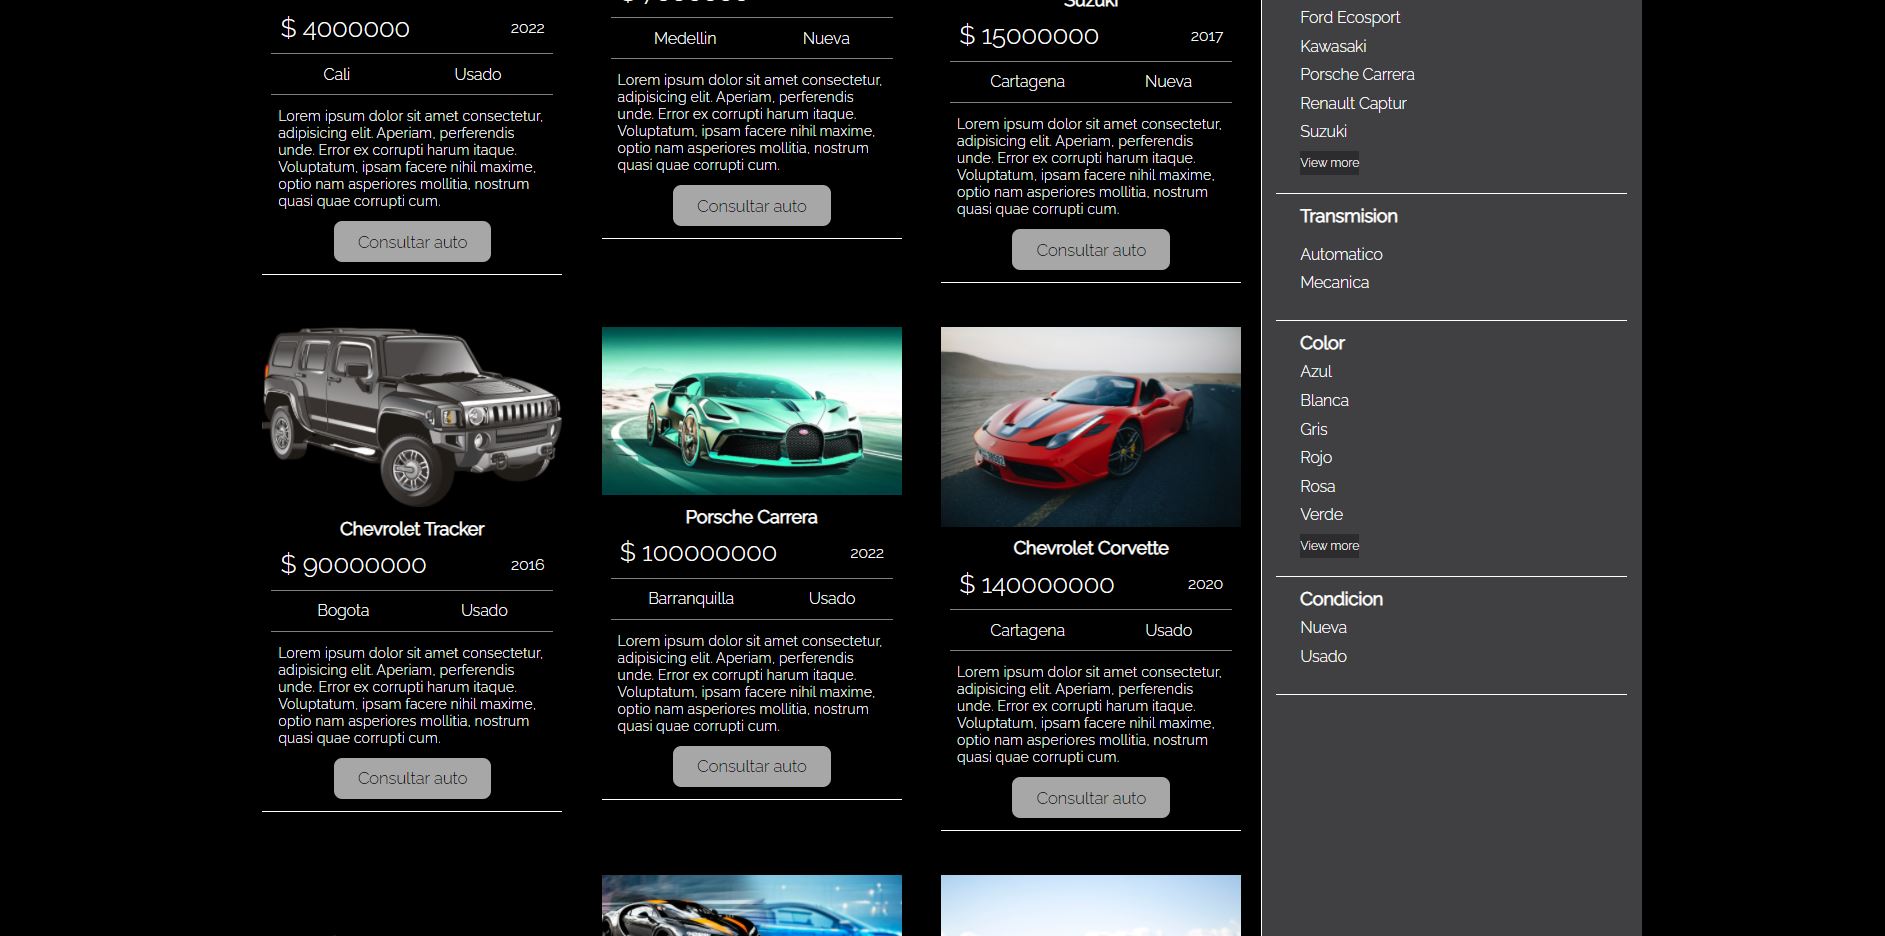 $ 4000000
2022
Cali
Usado
Lorem ipsum dolor sit amet consectetur,
adipisicing elit. Aperiam, perferendis
unde. Error ex corrupti harum itaque.
Voluptatum, ipsam facere nihil maxime,
optio nam asperiores mollitia, nostrum
quasi quae corrupti cum.
Consultar auto
Medellin
Nueva
Lorem ipsum dolor sit amet consectetur,
adipisicing elit. Aperiam, perferendis
unde. Error ex corrupti harum itaque.
Voluptatum, ipsam facere nihil maxime,
optio nam asperiores mollitia, nostrum
quasi quae corrupti cum.
Consultar auto
Suzuki
$ 15000000
2017
Cartagena
Nueva
Lorem ipsum dolor sit amet consectetur,
adipisicing elit. Aperiam, perferendis
unde. Error ex corrupti harum itaque.
Voluptatum, ipsam facere nihil maxime,
optio nam asperiores mollitia, nostrum
quasi quae corrupti cum.
Consultar auto
Chevrolet Tracker
$ 90000000
2016
Bogota
Usado
Lorem ipsum dolor sit amet consectetur,
adipisicing elit. Aperiam, perferendis
unde. Error ex corrupti harum itaque.
Voluptatum, ipsam facere nihil maxime,
optio nam asperiores mollitia, nostrum
quasi quae corrupti cum.
Consultar auto
Porsche Carrera
$ 100000000
2022
Barranquilla
Usado
Lorem ipsum dolor sit amet consectetur,
adipisicing elit. Aperiam, perferendis
unde. Error ex corrupti harum itaque.
Voluptatum, ipsam facere nihil maxime,
optio nam asperiores mollitia, nostrum
quasi quae corrupti cum.
Consultar auto
Chevrolet Corvette
$ 140000000
2020
Cartagena
Usado
Lorem ipsum dolor sit amet consectetur,
adipisicing elit. Aperiam, perferendis
unde. Error ex corrupti harum itaque.
Voluptatum, ipsam facere nihil maxime,
optio nam asperiores mollitia, nostrum
quasi quae corrupti cum.
Consultar auto
Ford Ecosport
Kawasaki
Porsche Carrera
Renault Captur
Suzuki
View more
Transmision
Automatico
Mecanica
Color
Azul
Blanca
Gris
Rojo
Rosa
Verde
View more
Condicion
Nueva
Usado